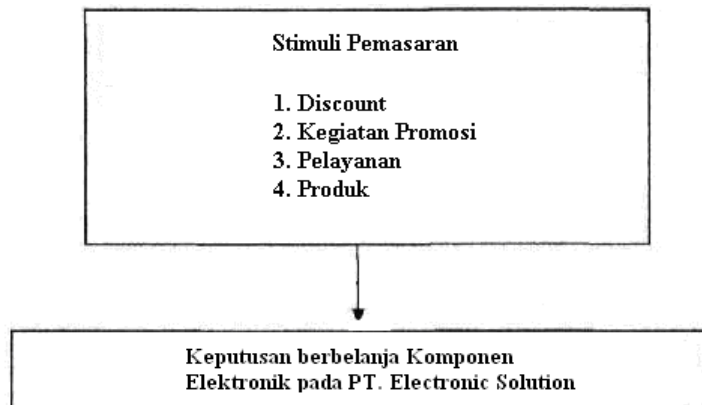 Stimuli Pemasaran
1. Discount
2. Kegiatan Promosi
3. Pelayanan
4. Produk
Keputusan berbelanja Komponen
Elektronik pada PT. Electronic Solution